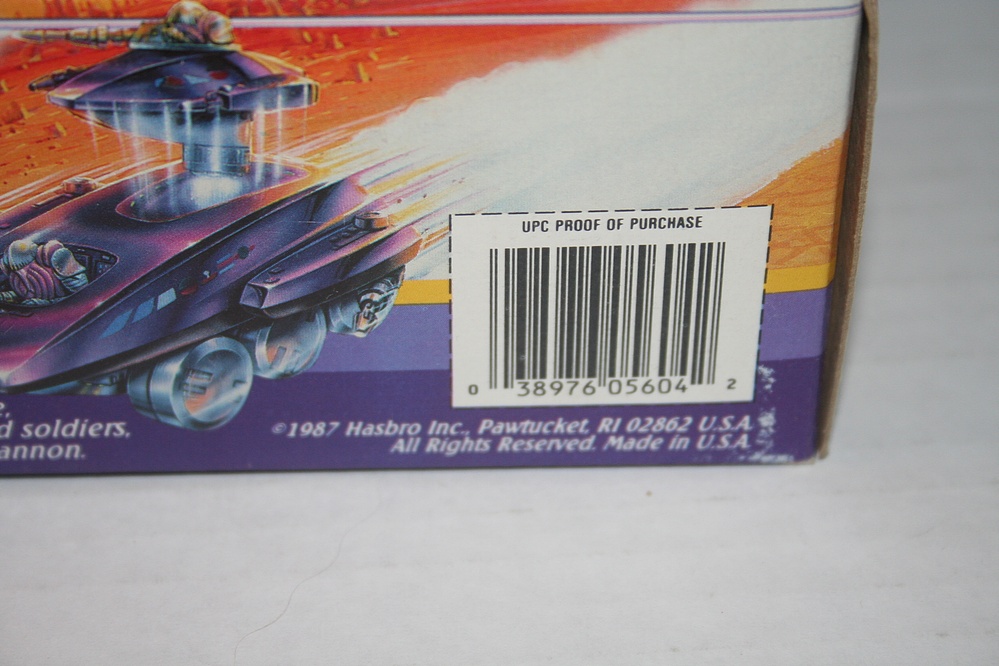 UPC PROOF OF PURCHASE
0 38976 05604 2
d soldiers,
annon.
©1987 Hasbro Inc., Pawtucket, RI 02862 U.S.A.
All Rights Reserved. Made in U.S.A.